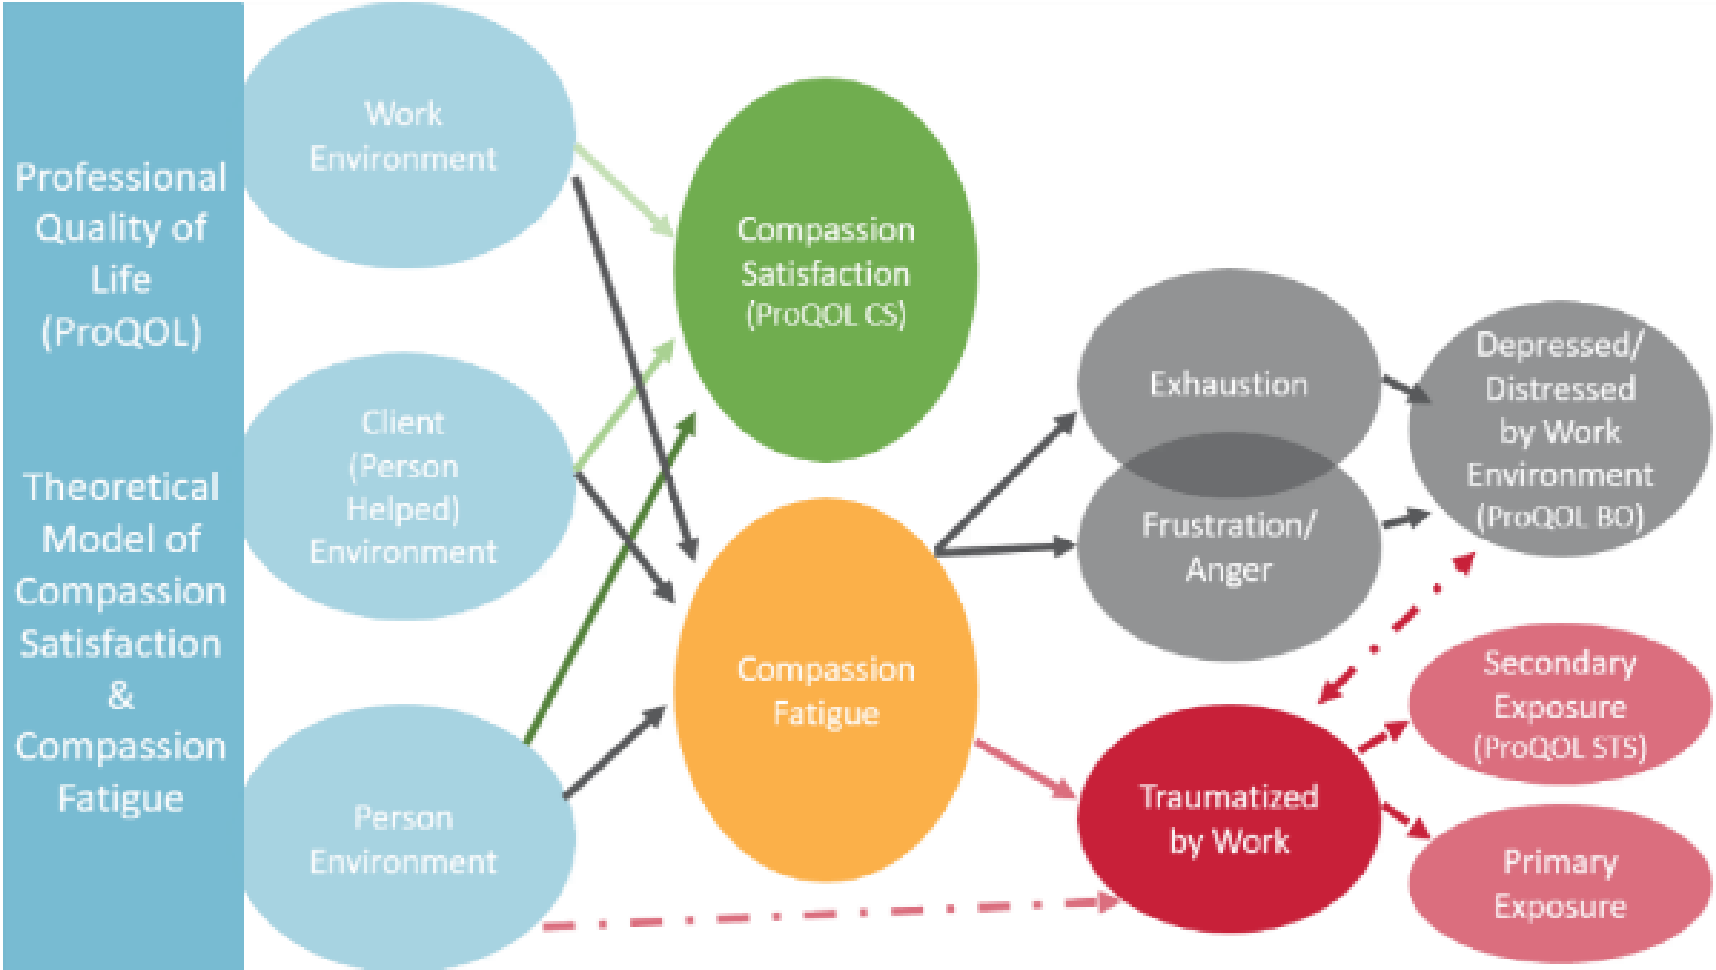 Professional
Quality of
Life
(ProQOL)
Theoretical
Model of
Compassion
Satisfaction
&
Compassion
Fatigue
Work
Environment
Client
(Person
Helped)
Environment
Person
Environment
Compassion
Satisfaction
(ProQOL CS)
Compassion
Fatigue
Exhaustion
Frustration/
Anger
Traumatized
by Work
Depressed/
Distressed
by Work
Environment
(ProQOL BO)
Secondary
Exposure
(ProQOL STS)
Primary
Exposure